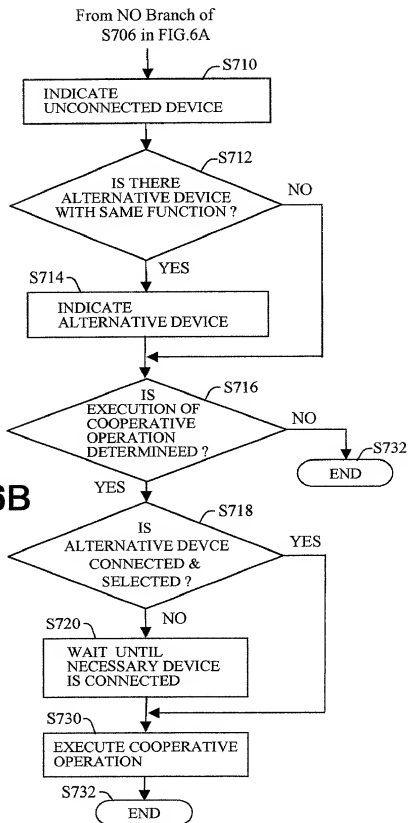 From NO Branch of
S706 in FIG.6A
S710
INDICATE
UNCONNECTED DEVICE
S712
IS THERE
ALTERNATIVE DEVICE
WITH SAME FUNCTION ?
NO
YES
S714
INDICATE
ALTERNATIVE DEVICE
S716
IS
EXECUTION OF
COOPERATIVE
OPERATION
DETERMINEED ?
NO
S732
END
YES
6B
S718
IS
ALTERNATIVE DEVCE
CONNECTED &
SELECTED ?
YES
NO
S720
WAIT UNTIL
NECESSARY DEVICE
IS CONNECTED
S730
EXECUTE COOPERATIVE
OPERATION
S732
END